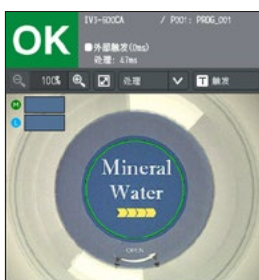 IV3-600CA / P001: PROG_001
OK
■外部触发(0ms)
处理: 47ms
100% 处理 T 触发
Mineral
Water
OPEN